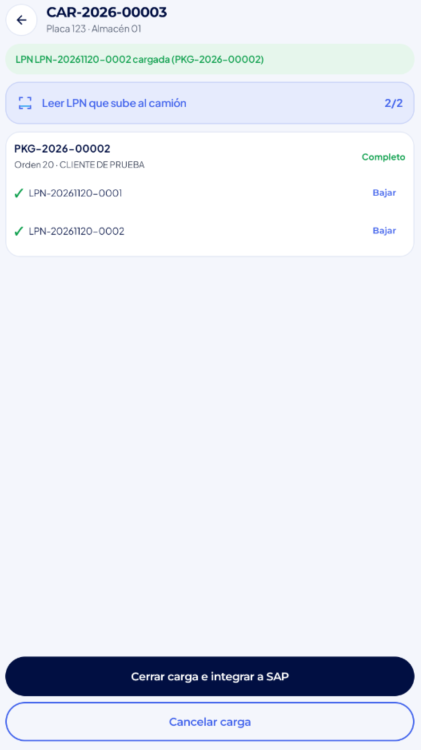 CAR-2026-00003
Placa 123 · Almacén 01
LPN LPN-20261120-0002 cargada (PKG-2026-00002)
Leer LPN que sube al camión 2/2
PKG-2026-00002
Orden 20 · CLIENTE DE PRUEBA
Completo
✓ LPN-20261120-0001 Bajar
✓ LPN-20261120-0002 Bajar
Cerrar carga e integrar a SAP
Cancelar carga